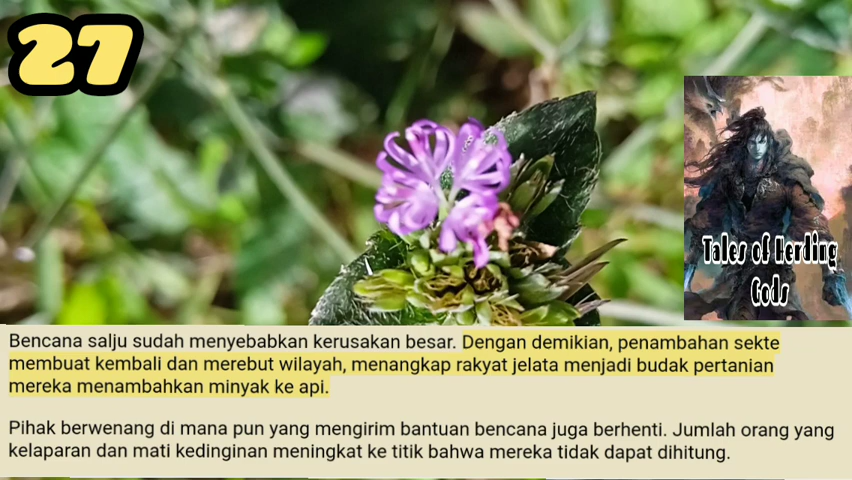 27
Tales of Herding
Gods
Bencana salju sudah menyebabkan kerusakan besar. Dengan demikian, penambahan sekte
membuat kembali dan merebut wilayah, menangkap rakyat jelata menjadi budak pertanian
mereka menambahkan minyak ke api.
Pihak berwenang di mana pun yang mengirim bantuan bencana juga berhenti. Jumlah orang yang
kelaparan dan mati kedinginan meningkat ke titik bahwa mereka tidak dapat dihitung.